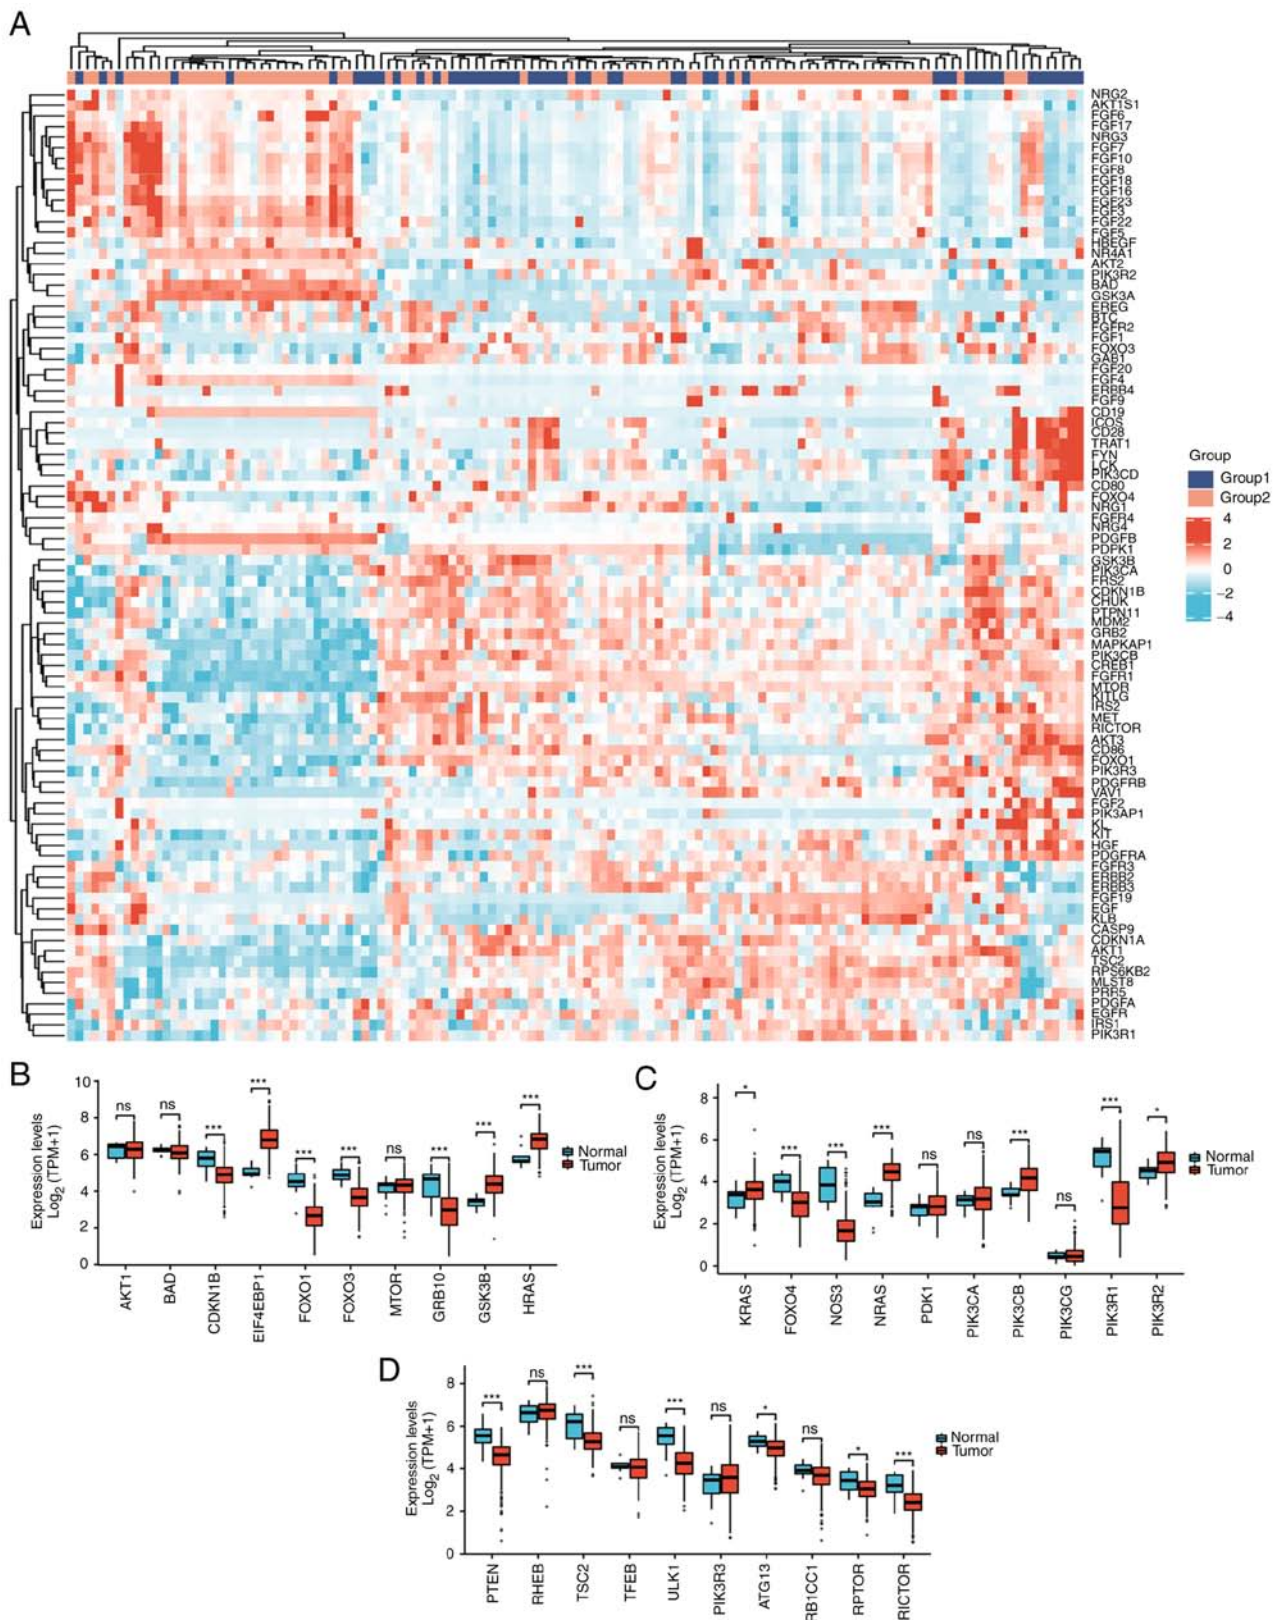 A
NRG2
AKT1S1
FGF6
FGF17
NRG3
FGF7
FGF10
FGF8
FGF18
FGF16
FGF23
FGF3
FGF22
FGF5
HBEGF
NR4A1
AKT2
PIK3R2
BAD
GSK3A
EREG
BTC
FGFR2
FGF1
FOXO3
GAB1
FGF20
FGF4
ERBB4
FGF9
CD19
ICOS
CD28
TRAT1
FYN
LCK
PIK3CD
CD80
FOXO4
NRG1
FGFR4
NRG4
PDGFB
PDPK1
GSK3B
PIK3CA
FRS2
CDKN1B
CHUK
PTPN11
MDM2
GRB2
MAPKAP1
PIK3CB
CREB1
FGFR1
MTOR
KITLG
IRS2
MET
RICTOR
AKT3
CD86
FOXO1
PIK3R3
PDGFRB
VAV1
FGF2
PIK3AP1
KL
KIT
HGF
PDGFRA
FGFR3
ERBB2
ERBB3
FGF19
EGF
KLB
CASP9
CDKN1A
AKT1
TSC2
RPS6KB2
MLST8
PRR5
PDGFA
EGFR
IRS1
PIK3R1
Group
Group1
Group2
4
2
0
−2
−4
B
Expression levels
Log2 (TPM+1)
10
8
6
4
2
0
ns
ns
***
***
***
***
ns
***
***
***
Normal
Tumor
AKT1
BAD
CDKN1B
EIF4EBP1
FOXO1
FOXO3
MTOR
GRB10
GSK3B
HRAS
C
Expression levels
Log2 (TPM+1)
8
6
4
2
0
*
***
***
***
ns
ns
***
ns
***
*
Normal
Tumor
KRAS
FOXO4
NOS3
NRAS
PDK1
PIK3CA
PIK3CB
PIK3CG
PIK3R1
PIK3R2
D
Expression levels
Log2 (TPM+1)
8
6
4
2
0
***
ns
***
ns
***
ns
*
ns
*
***
Normal
Tumor
PTEN
RHEB
TSC2
TFEB
ULK1
PIK3R3
ATG13
RB1CC1
RPTOR
RICTOR